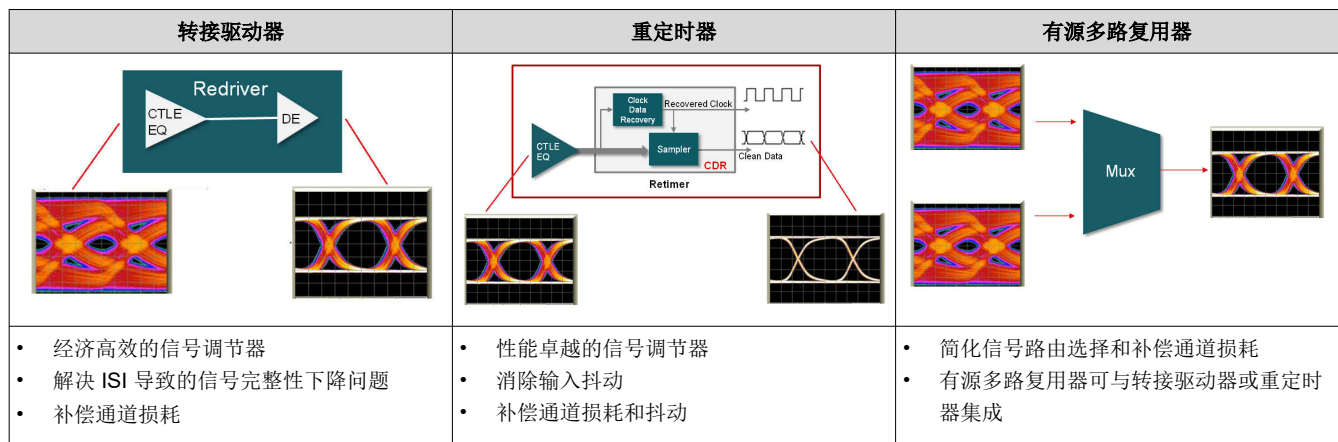 转接驱动器
重定时器
有源多路复用器
Redriver
CTLE
EQ
DE
Clock
Data
Recovery
Recovered Clock
CTLE
EQ
Sampler
CDR
Clean Data
Retimer
Mux
• 经济高效的信号调节器
• 解决 ISI 导致的信号完整性下降问题
• 补偿通道损耗
• 性能卓越的信号调节器
• 消除输入抖动
• 补偿通道损耗和抖动
• 简化信号路由选择和补偿通道损耗
• 有源多路复用器可与转接驱动器或重定时
器集成